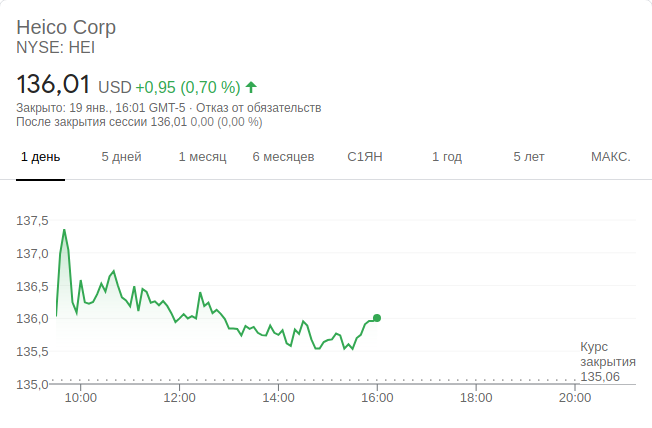 Heico Corp
NYSE: HEI
136,01 USD +0,95 (0,70 %)
Закрыто: 19 янв., 16:01 GMT-5 · Отказ от обязательств
После закрытия сессии 136,01 0,00 (0,00 %)
1 день 5 дней 1 месяц 6 месяцев С1ЯН 1 год 5 лет МАКС.
137,5
137,0
136,5
136,0
135,5
135,0
Курс
закрытия
135,06
10:00 12:00 14:00 16:00 18:00 20:00